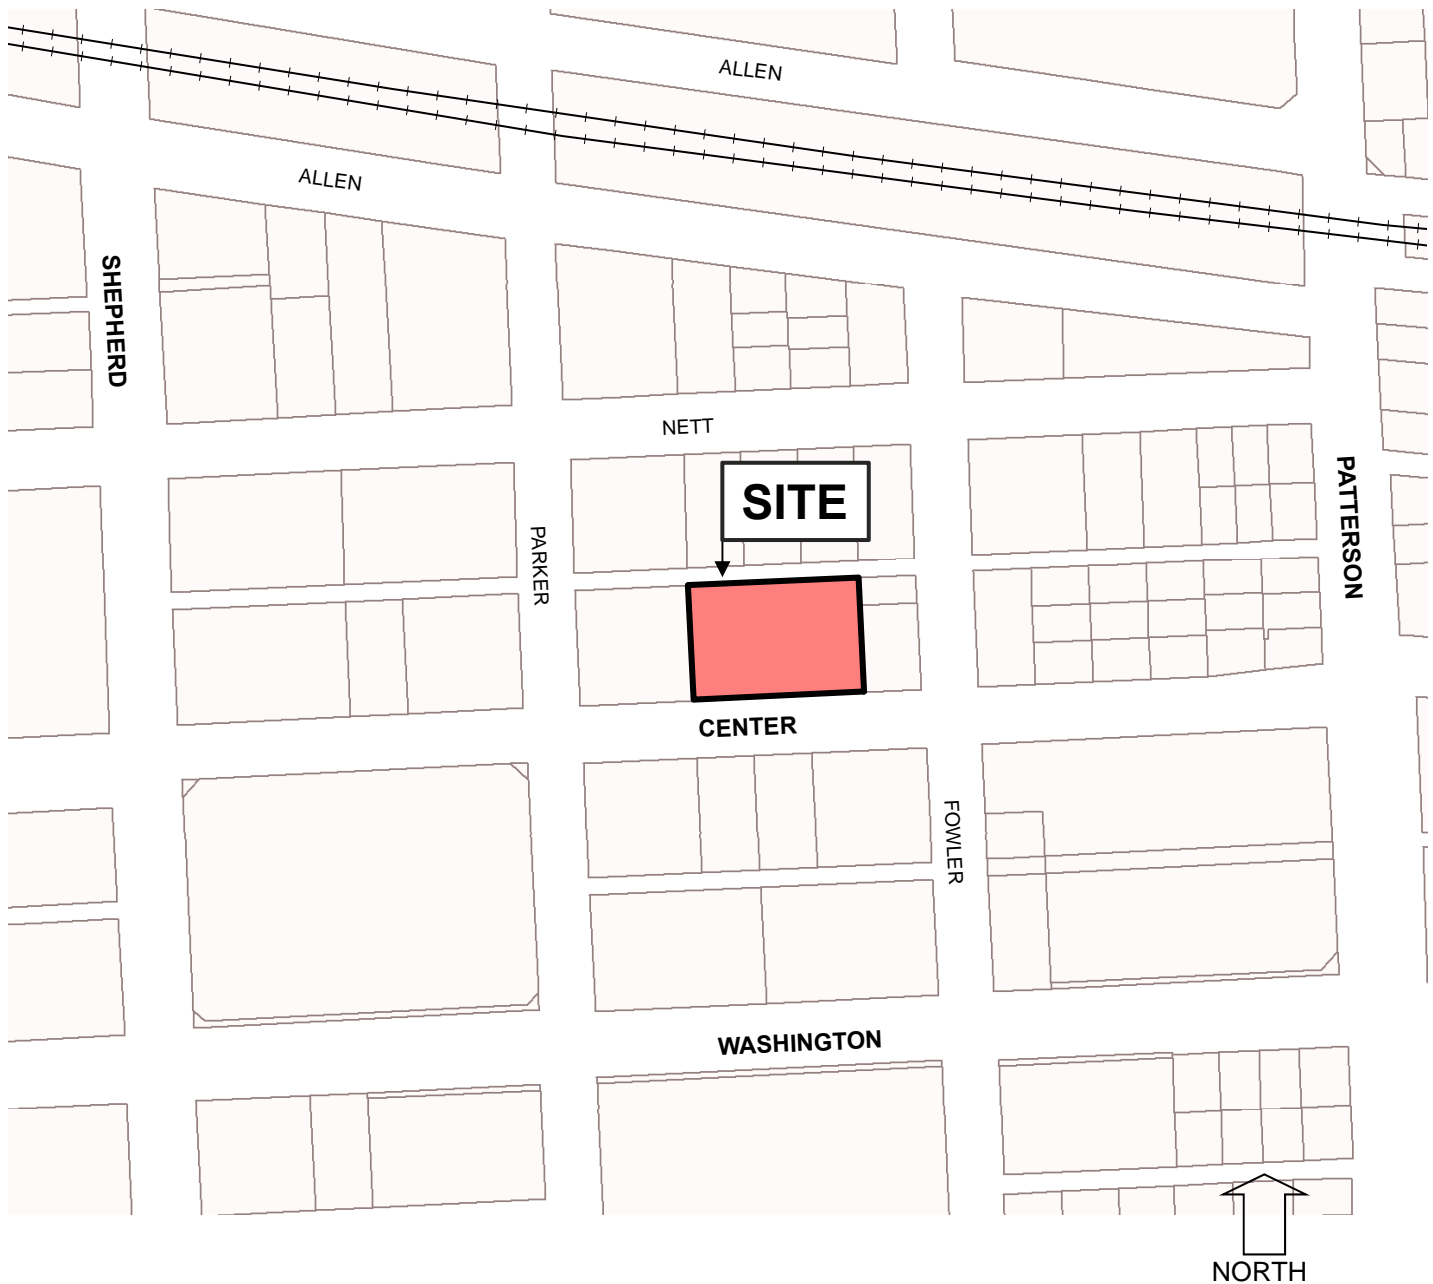 ALLEN
ALLEN
SHEPHERD
NETT
PATTERSON
SITE
PARKER
CENTER
FOWLER
WASHINGTON
NORTH